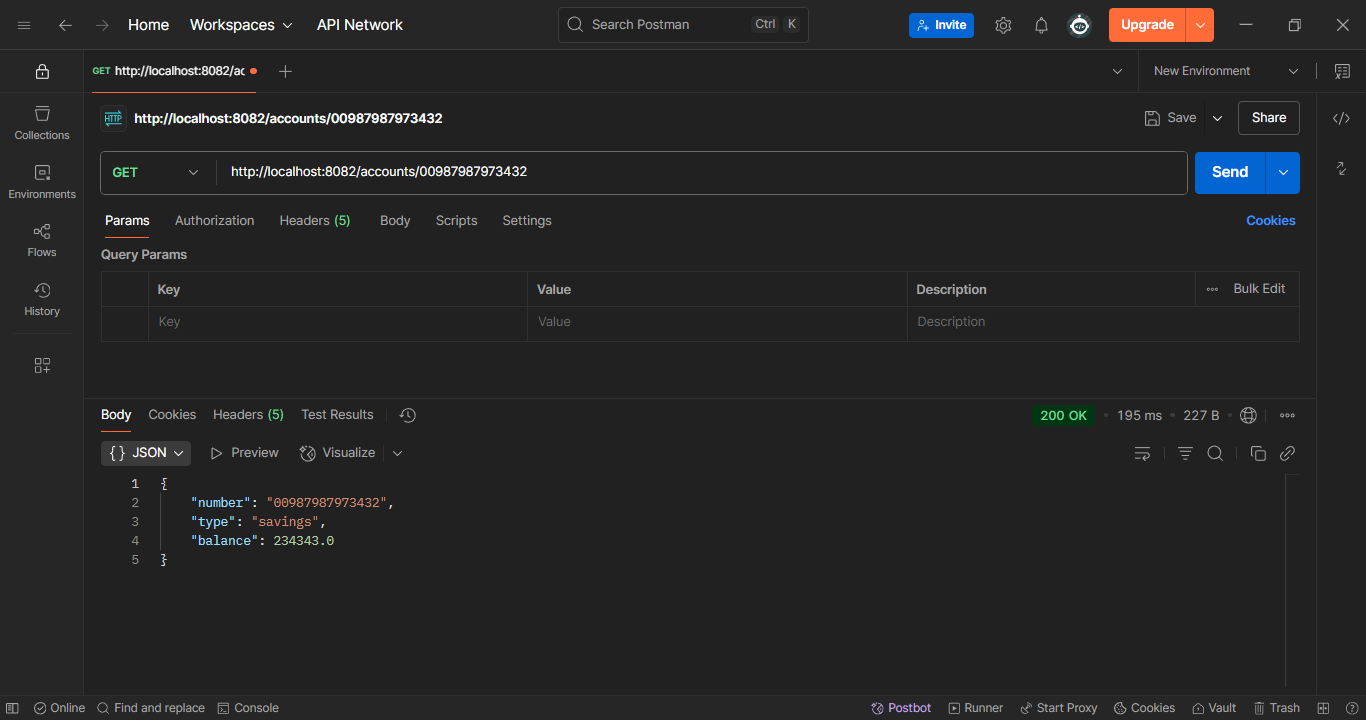 Home Workspaces API Network Search Postman Ctrl K Invite Upgrade
GET http://localhost:8082/ac New Environment
Collections
Environments
Flows
History
HTTP http://localhost:8082/accounts/00987987973432 Save Share
GET http://localhost:8082/accounts/00987987973432 Send
Params Authorization Headers (5) Body Scripts Settings Cookies
Query Params
Key Value Description Bulk Edit
Key Value Description
Body Cookies Headers (5) Test Results 200 OK 195 ms 227 B
{} JSON Preview Visualize
1 {
2 "number": "00987987973432",
3 "type": "savings",
4 "balance": 234343.0
5 }
Online Find and replace Console Postbot Runner Start Proxy Cookies Vault Trash